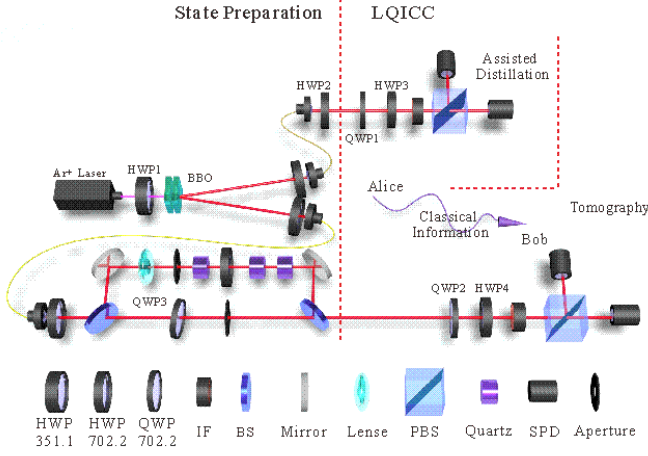 State Preparation
LQICC
Assisted
Distillation
HWP2
HWP3
QWP1
Ar+ Laser
HWP1
BBO
Alice
Classical
Information
Tomography
Bob
QWP3
QWP2
HWP4
HWP
351.1
HWP
702.2
QWP
702.2
IF
BS
Mirror
Lense
PBS
Quartz
SPD
Aperture